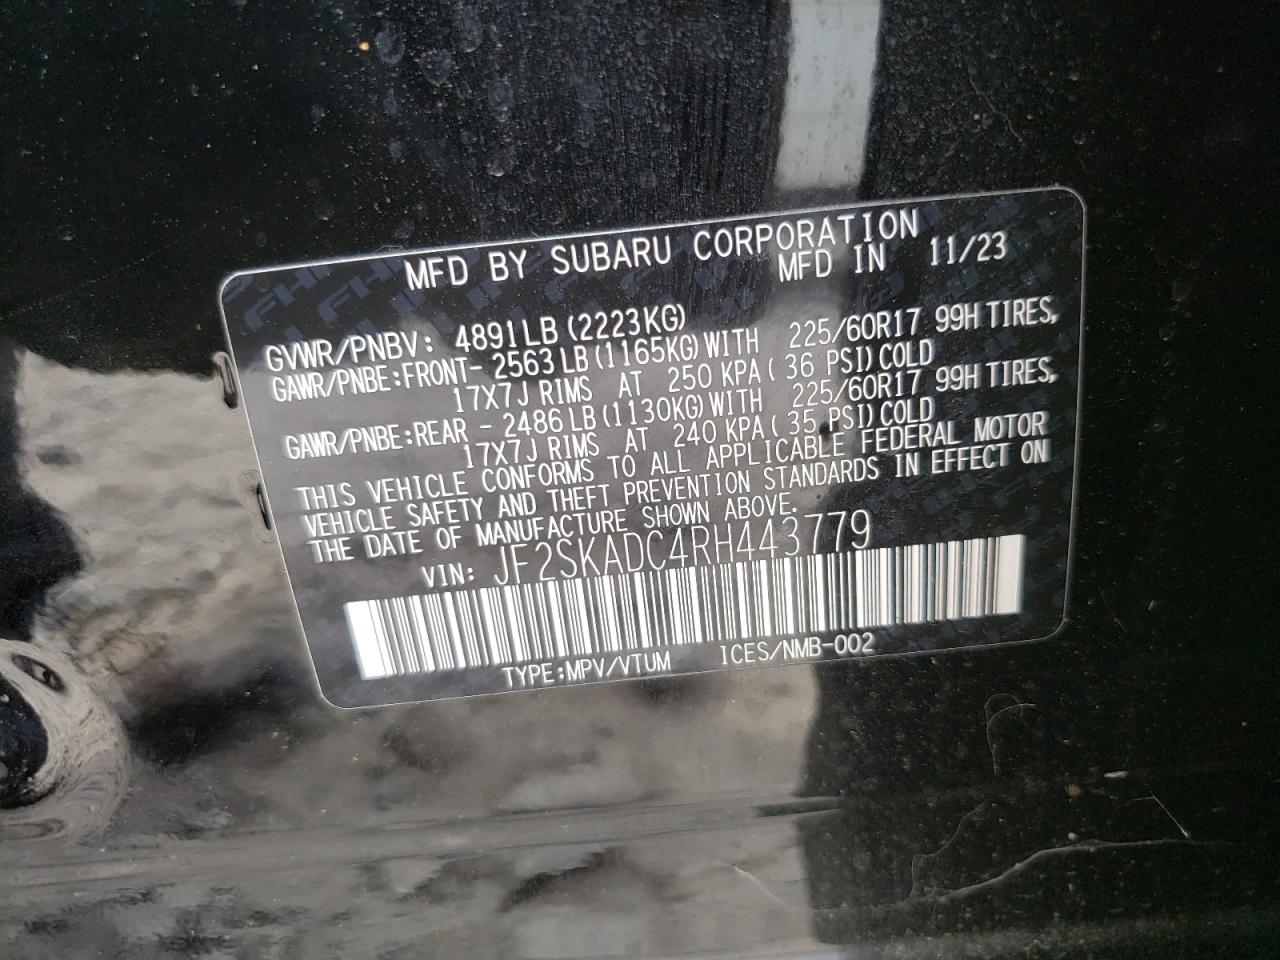 MFD BY SUBARU CORPORATION
MFD IN 11/23
GVWR/PNBV: 4891LB (2223KG)
GAWR/PNBE:FRONT- 2563LB(1165KG)WITH 225/60R17 99H TIRES,
17X7J RIMS AT 250 KPA( 36 PSI)COLD
GAWR/PNBE:REAR - 2486LB(1130KG)WITH 225/60R17 99H TIRES,
17X7J RIMS AT 240 KPA( 35 PSI)COLD
THIS VEHICLE CONFORMS TO ALL APPLICABLE FEDERAL MOTOR
VEHICLE SAFETY AND THEFT PREVENTION STANDARDS IN EFFECT ON
THE DATE OF MANUFACTURE SHOWN ABOVE.
VIN: JF2SKADC4RH443779
TYPE:MPV/VTUM ICES/NMB-002